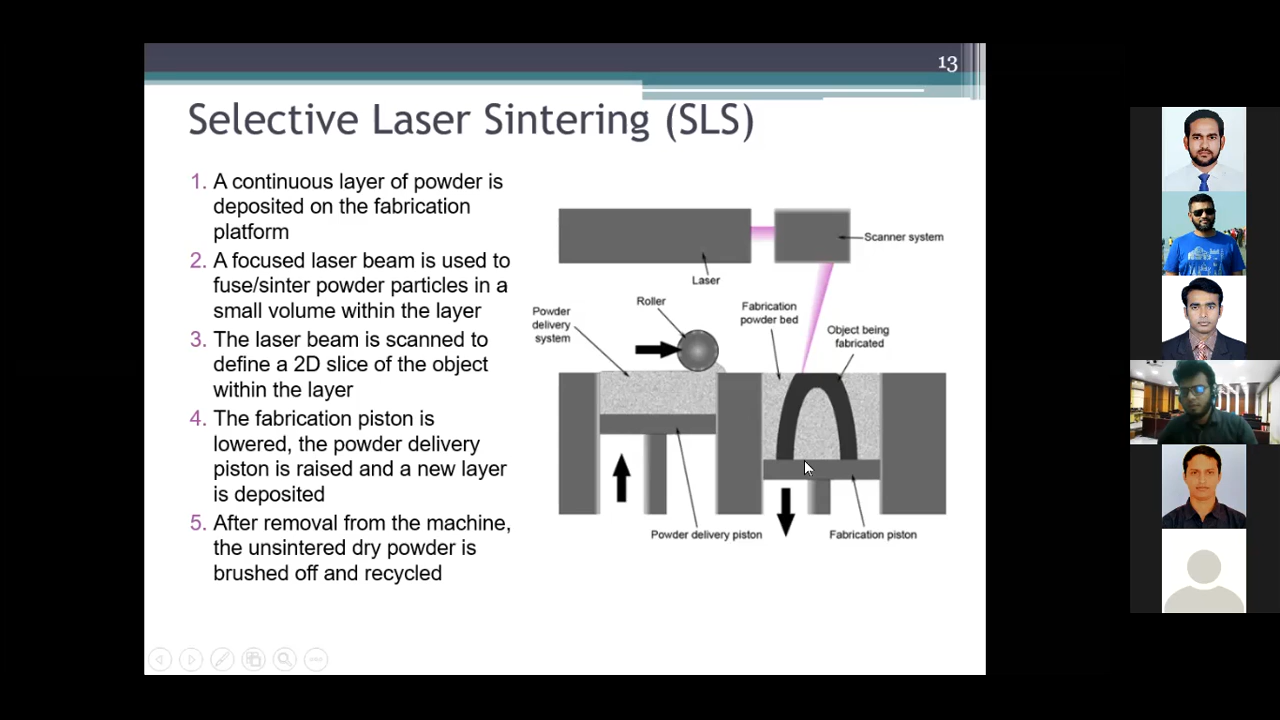 13
Selective Laser Sintering (SLS)
1. A continuous layer of powder is
deposited on the fabrication
platform
2. A focused laser beam is used to
fuse/sinter powder particles in a
small volume within the layer
3. The laser beam is scanned to
define a 2D slice of the object
within the layer
4. The fabrication piston is
lowered, the powder delivery
piston is raised and a new layer
is deposited
5. After removal from the machine,
the unsintered dry powder is
brushed off and recycled
Scanner system
Laser
Roller
Powder
delivery
system
Fabrication
powder bed
Object being
fabricated
Powder delivery piston
Fabrication piston